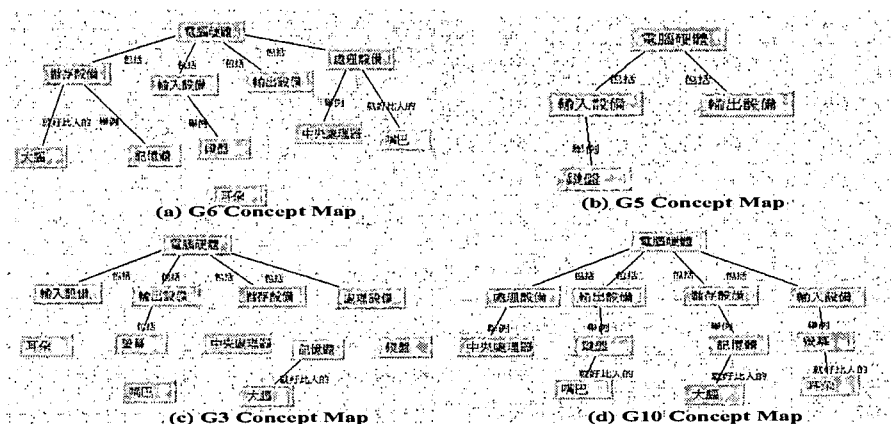 電腦硬體
包括 包括 包括 包括
儲存設備 輸入設備 輸出設備 處理設備
就好比人的 舉例 舉例 舉例 就好比人的
大腦 記憶體 鍵盤 中央處理器 嘴巴
耳朵
(a) G6 Concept Map
電腦硬體
包括 包括
輸入設備 輸出設備
舉例
鍵盤
(b) G5 Concept Map
電腦硬體
包括 包括 包括 包括
輸入設備 輸出設備 儲存設備 處理設備
包括
耳朵 螢幕 中央處理器 記憶體 鍵盤
就好比人的
嘴巴 大腦
(c) G3 Concept Map
電腦硬體
包括 包括 包括 包括
處理設備 輸出設備 儲存設備 輸入設備
舉例 舉例 舉例 舉例
中央處理器 鍵盤 記憶體 螢幕
就好比人的 就好比人的 就好比人的
嘴巴 大腦 耳朵
(d) G10 Concept Map